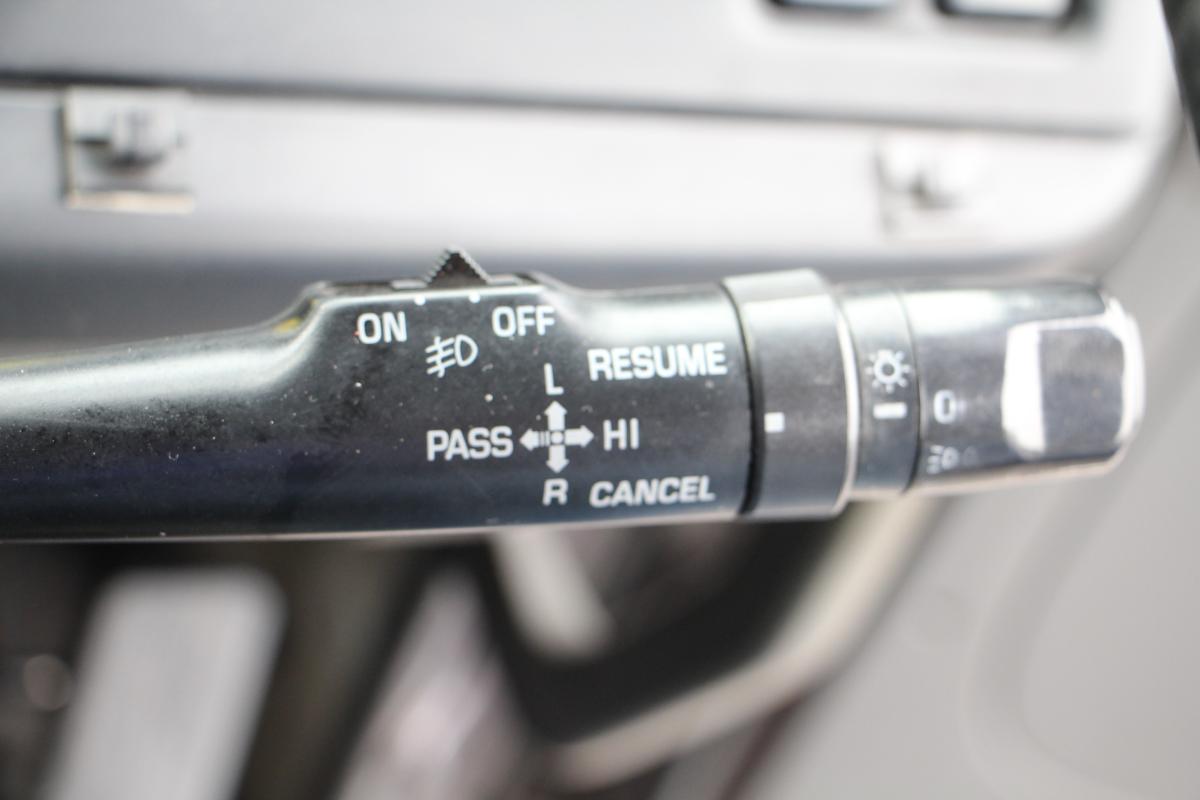 ON OFF
L RESUME
PASS HI
R CANCEL
0